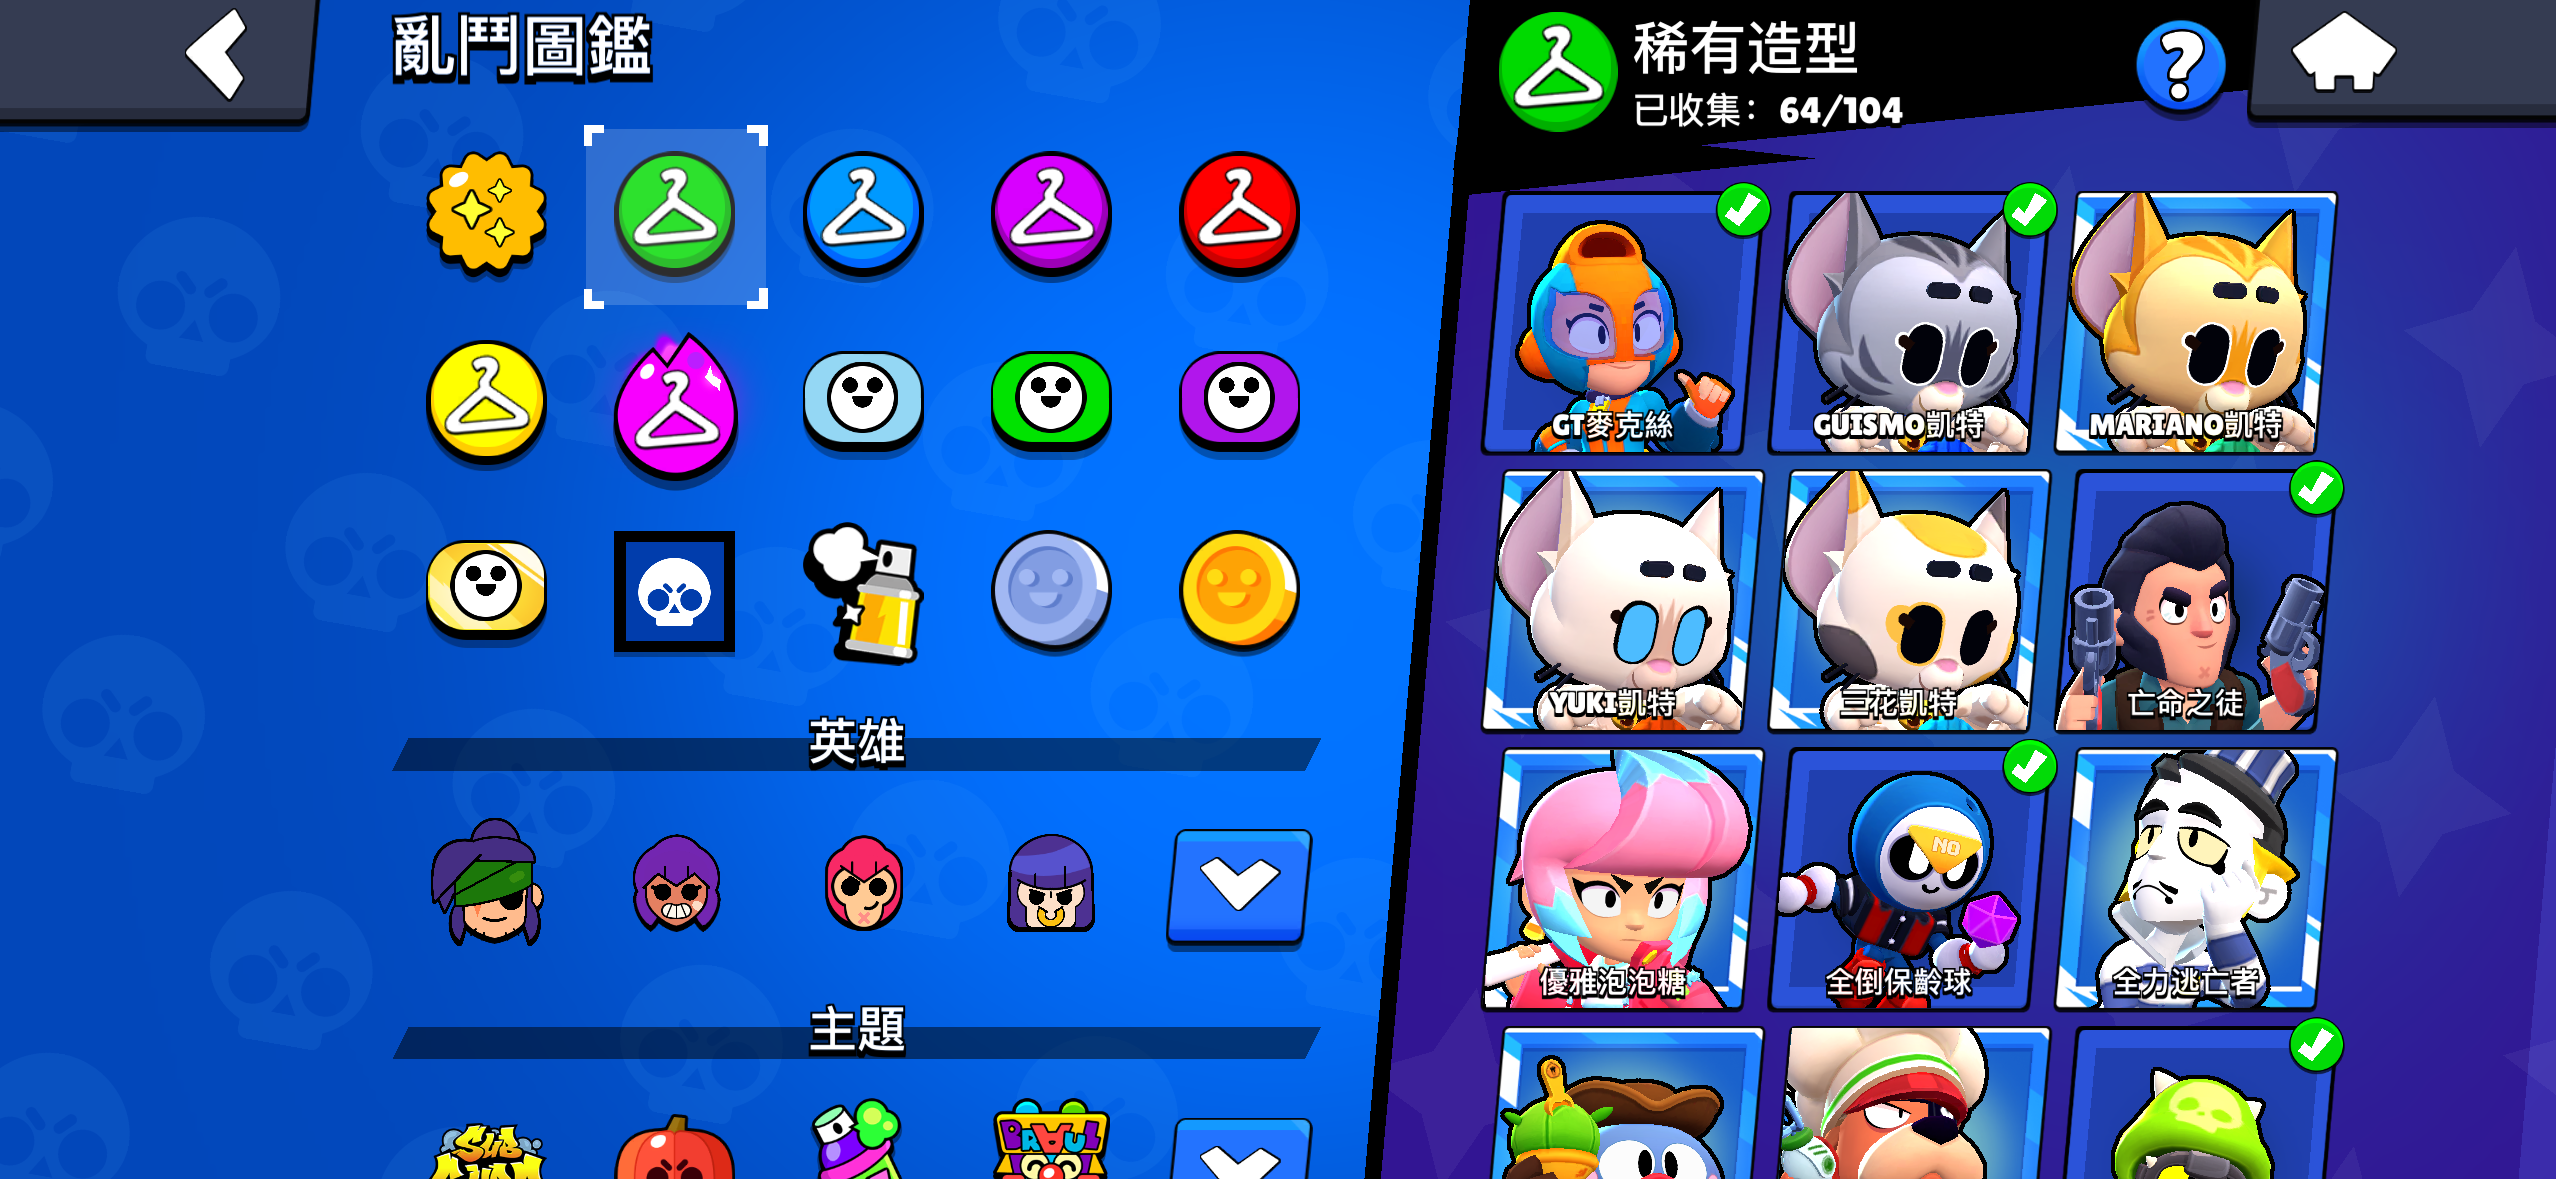 亂鬥圖鑑
稀有造型
已收集：64/104
GT麥克絲
GUISMO凱特
MARIANO凱特
YUKI凱特
三花凱特
亡命之徒
英雄
NO
優雅泡泡糖
全倒保齡球
全力逃亡者
主題
SUB
BRAWL